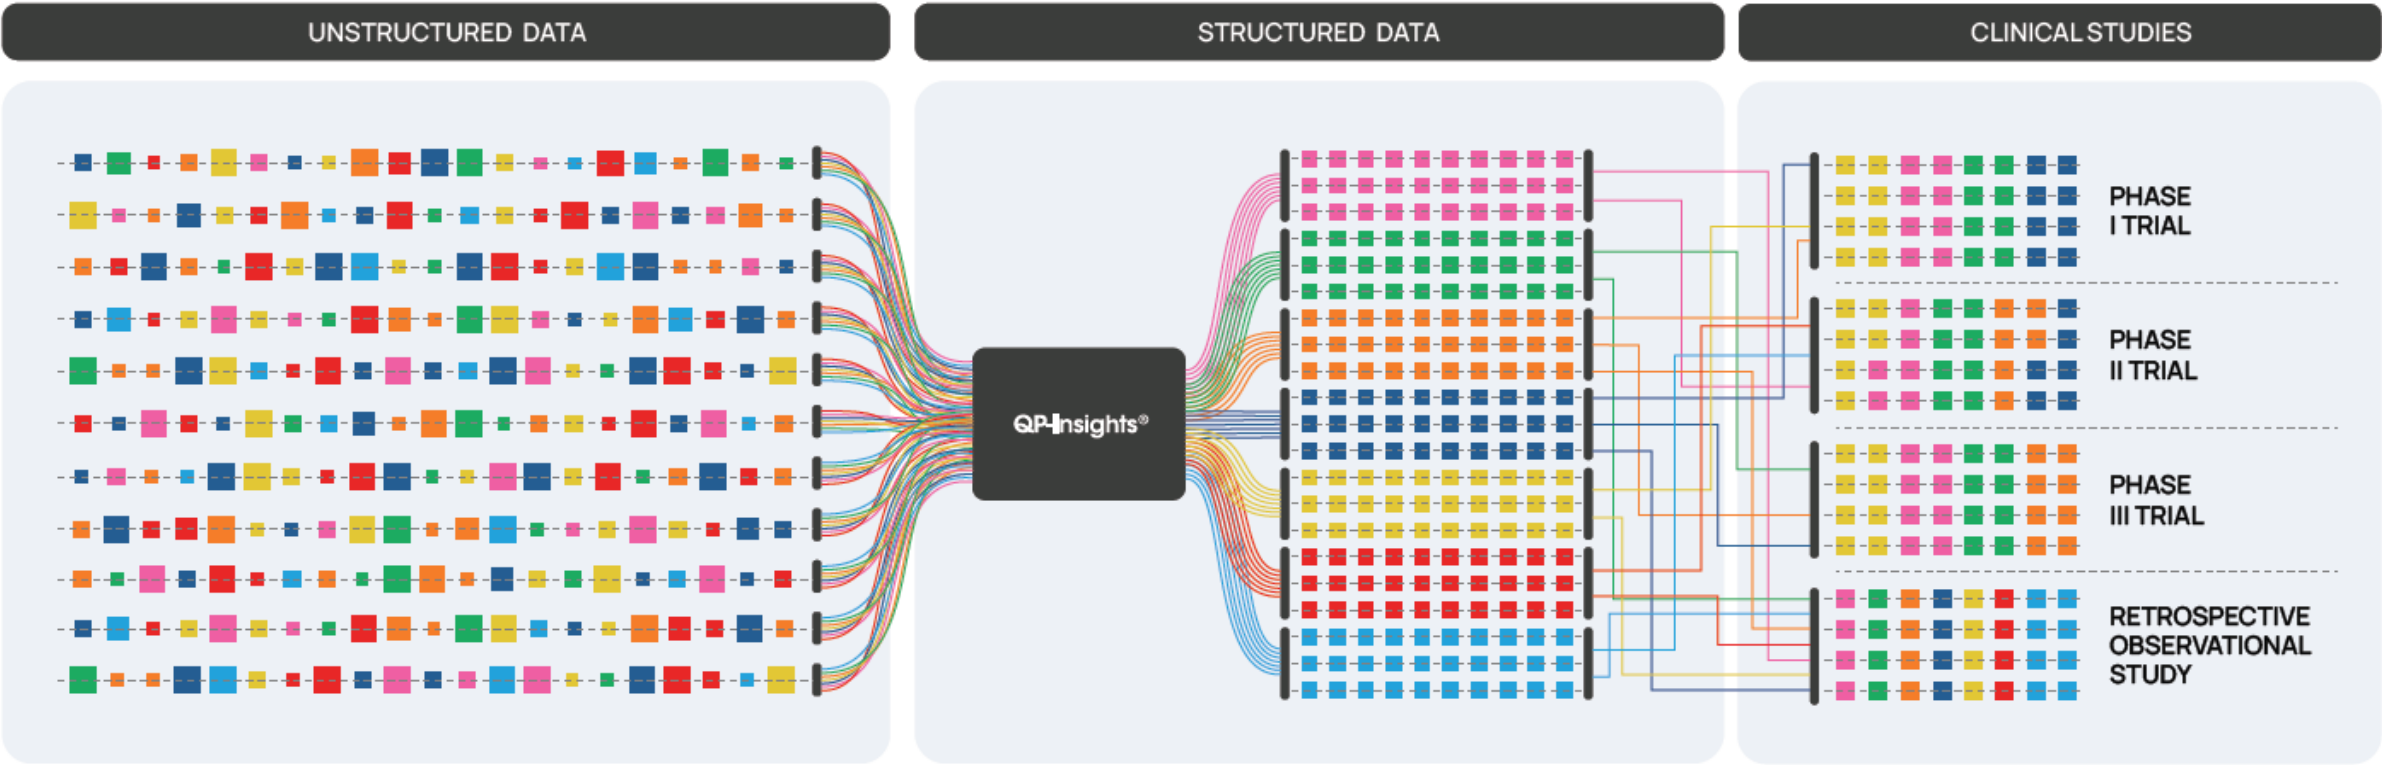 UNSTRUCTURED DATA
STRUCTURED DATA
CLINICAL STUDIES
QP-Insights®
PHASE
I TRIAL
PHASE
II TRIAL
PHASE
III TRIAL
RETROSPECTIVE
OBSERVATIONAL
STUDY